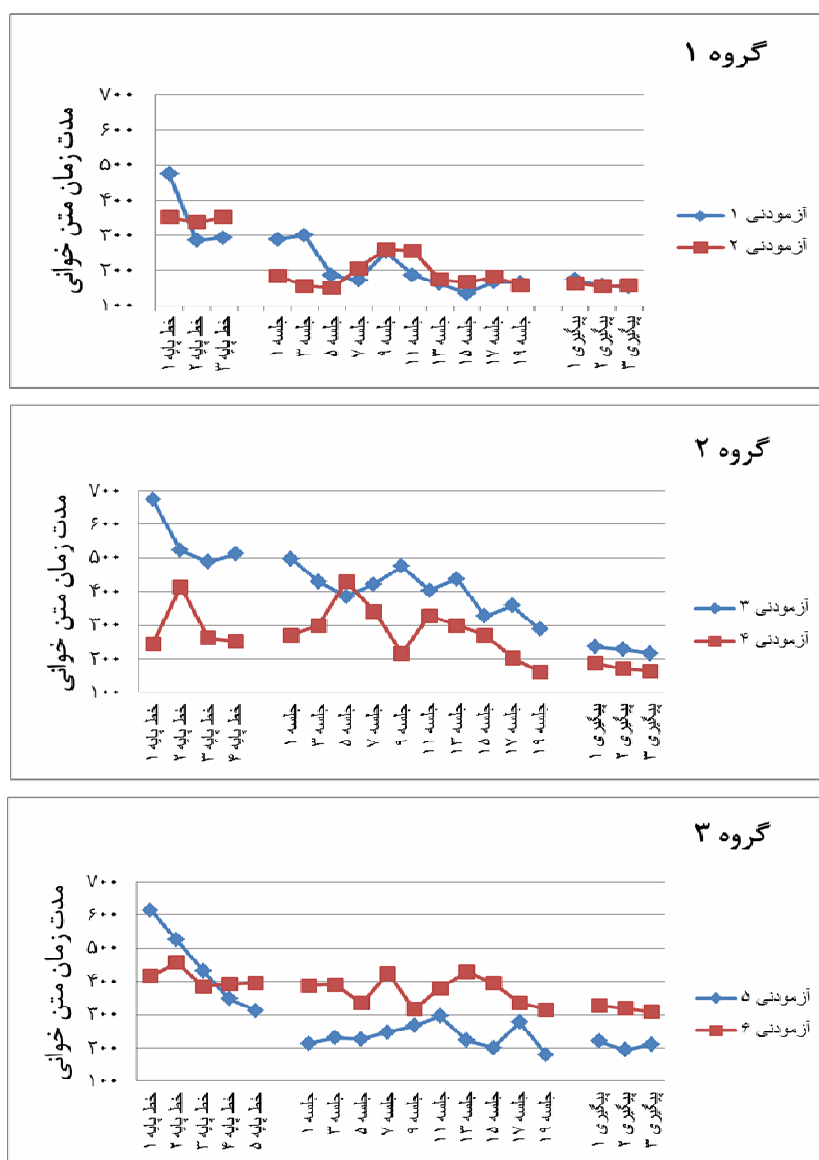 گروه ۱
مدت زمان متن خوانی
۷۰۰
۶۰۰
۵۰۰
۴۰۰
۳۰۰
۲۰۰
۱۰۰
خط پایه ۱
خط پایه ۲
خط پایه ۳
جلسه ۱
جلسه ۳
جلسه ۵
جلسه ۷
جلسه ۹
جلسه ۱۱
جلسه ۱۳
جلسه ۱۵
جلسه ۱۷
جلسه ۱۹
پیگیری ۱
پیگیری ۲
پیگیری ۳
آزمودنی ۱
آزمودنی ۲
گروه ۲
مدت زمان متن خوانی
۷۰۰
۶۰۰
۵۰۰
۴۰۰
۳۰۰
۲۰۰
۱۰۰
خط پایه ۱
خط پایه ۲
خط پایه ۳
خط پایه ۴
جلسه ۱
جلسه ۳
جلسه ۵
جلسه ۷
جلسه ۹
جلسه ۱۱
جلسه ۱۳
جلسه ۱۵
جلسه ۱۷
جلسه ۱۹
پیگیری ۱
پیگیری ۲
پیگیری ۳
آزمودنی ۳
آزمودنی ۴
گروه ۳
مدت زمان متن خوانی
۷۰۰
۶۰۰
۵۰۰
۴۰۰
۳۰۰
۲۰۰
۱۰۰
خط پایه ۱
خط پایه ۲
خط پایه ۳
خط پایه ۴
خط پایه ۵
جلسه ۱
جلسه ۳
جلسه ۵
جلسه ۷
جلسه ۹
جلسه ۱۱
جلسه ۱۳
جلسه ۱۵
جلسه ۱۷
جلسه ۱۹
پیگیری ۱
پیگیری ۲
پیگیری ۳
آزمودنی ۵
آزمودنی ۶